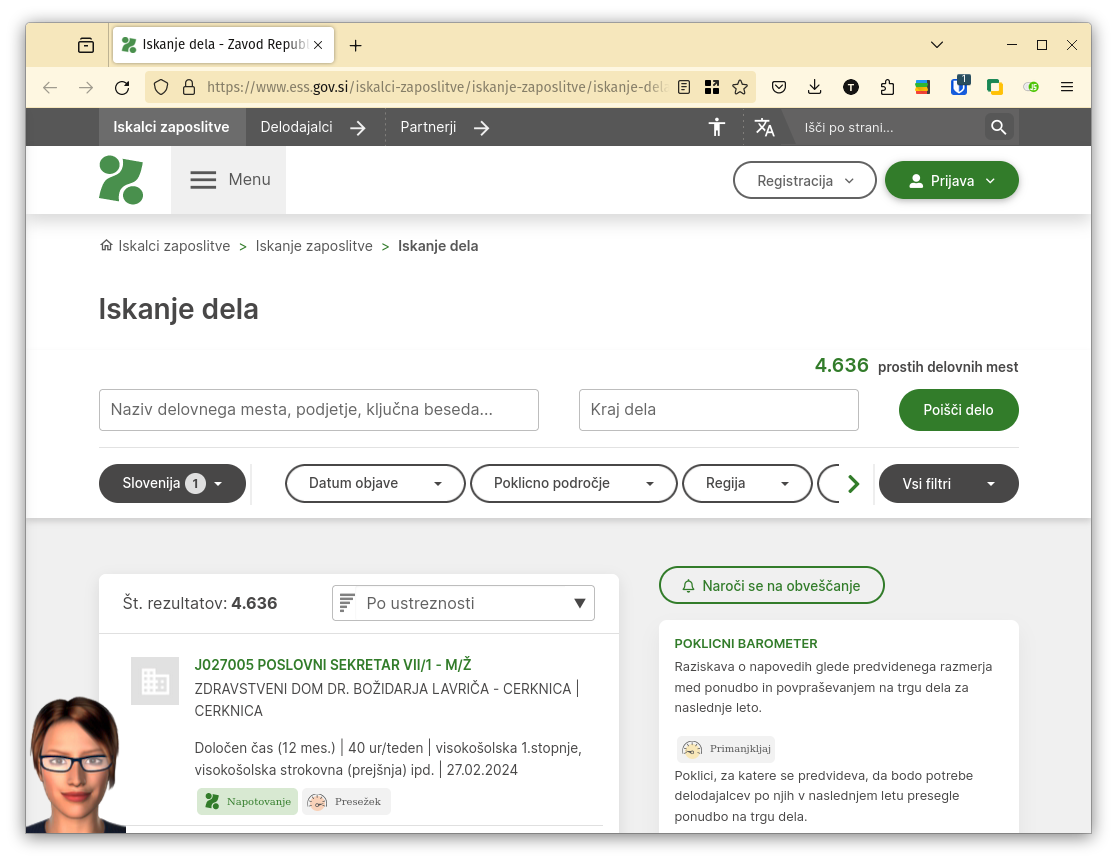 Iskanje dela - Zavod Republ
https://www.ess.gov.si/iskalci-zaposlitve/iskanje-zaposlitve/iskanje-dela
1
Iskalci zaposlitve
Delodajalci
Partnerji
Išči po strani...
Menu
Registracija
Prijava
Iskalci zaposlitve > Iskanje zaposlitve > Iskanje dela
Iskanje dela
4.636 prostih delovnih mest
Naziv delovnega mesta, podjetje, ključna beseda...
Kraj dela
Poišči delo
Slovenija 1
Datum objave
Poklicno področje
Regija
Vsi filtri
Št. rezultatov: 4.636
Po ustreznosti
J027005 POSLOVNI SEKRETAR VII/1 - M/Ž
ZDRAVSTVENI DOM DR. BOŽIDARJA LAVRIČA - CERKNICA |
CERKNICA
Določen čas (12 mes.) | 40 ur/teden | visokošolska 1.stopnje,
visokošolska strokovna (prejšnja) ipd. | 27.02.2024
Napotovanje
Presežek
Naroči se na obveščanje
POKLICNI BAROMETER
Raziskava o napovedih glede predvidenega razmerja
med ponudbo in povpraševanjem na trgu dela za
naslednje leto.
Primanjkljaj
Poklici, za katere se predvideva, da bodo potrebe
delodajalcev po njih v naslednjem letu presegle
ponudbo na trgu dela.